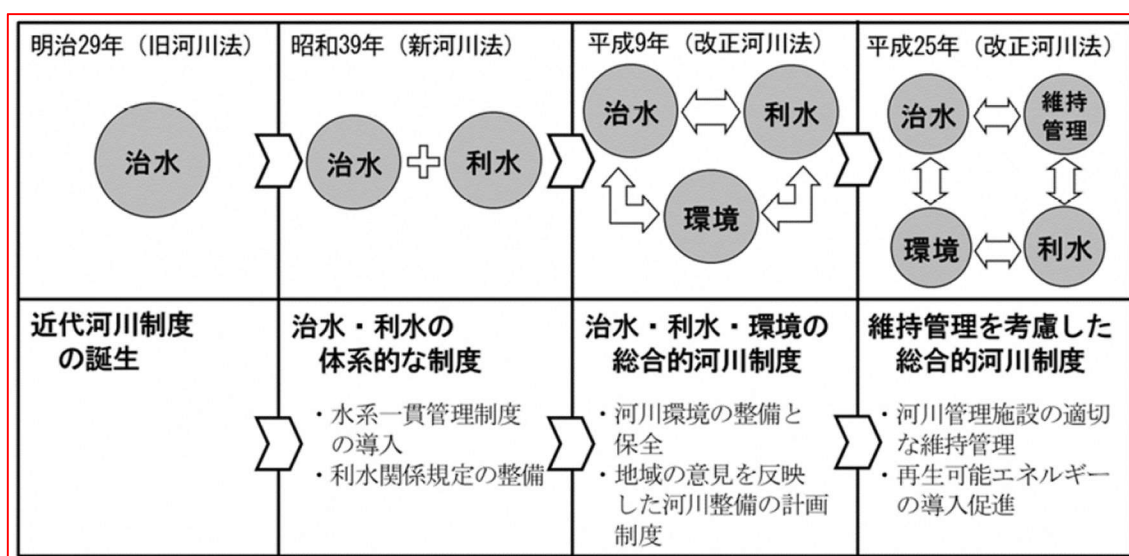 明治29年（旧河川法）
治水
昭和39年（新河川法）
治水
利水
平成9年（改正河川法）
治水
利水
環境
平成25年（改正河川法）
治水
維持
管理
環境
利水
近代河川制度
の誕生
治水・利水の
体系的な制度
・水系一貫管理制度
の導入
・利水関係規定の整備
治水・利水・環境の
総合的河川制度
・河川環境の整備と
保全
・地域の意見を反映
した河川整備の計画
制度
維持管理を考慮した
総合的河川制度
・河川管理施設の適切
な維持管理
・再生可能エネルギー
の導入促進